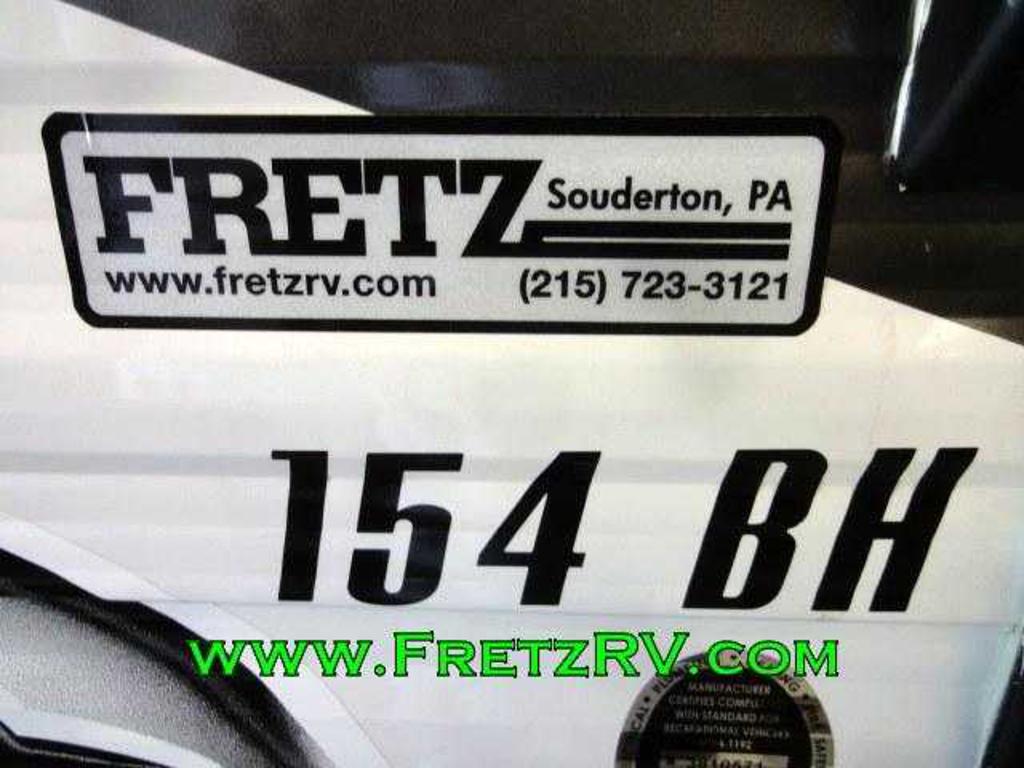 FRETZ
Souderton, PA
www.fretzrv.com (215) 723-3121
154 BH
www.FretzRV.com
MANUFACTURER
CERTIFIES
WITH STANDARD FOR
RECREATIONAL VEHICLES
1192